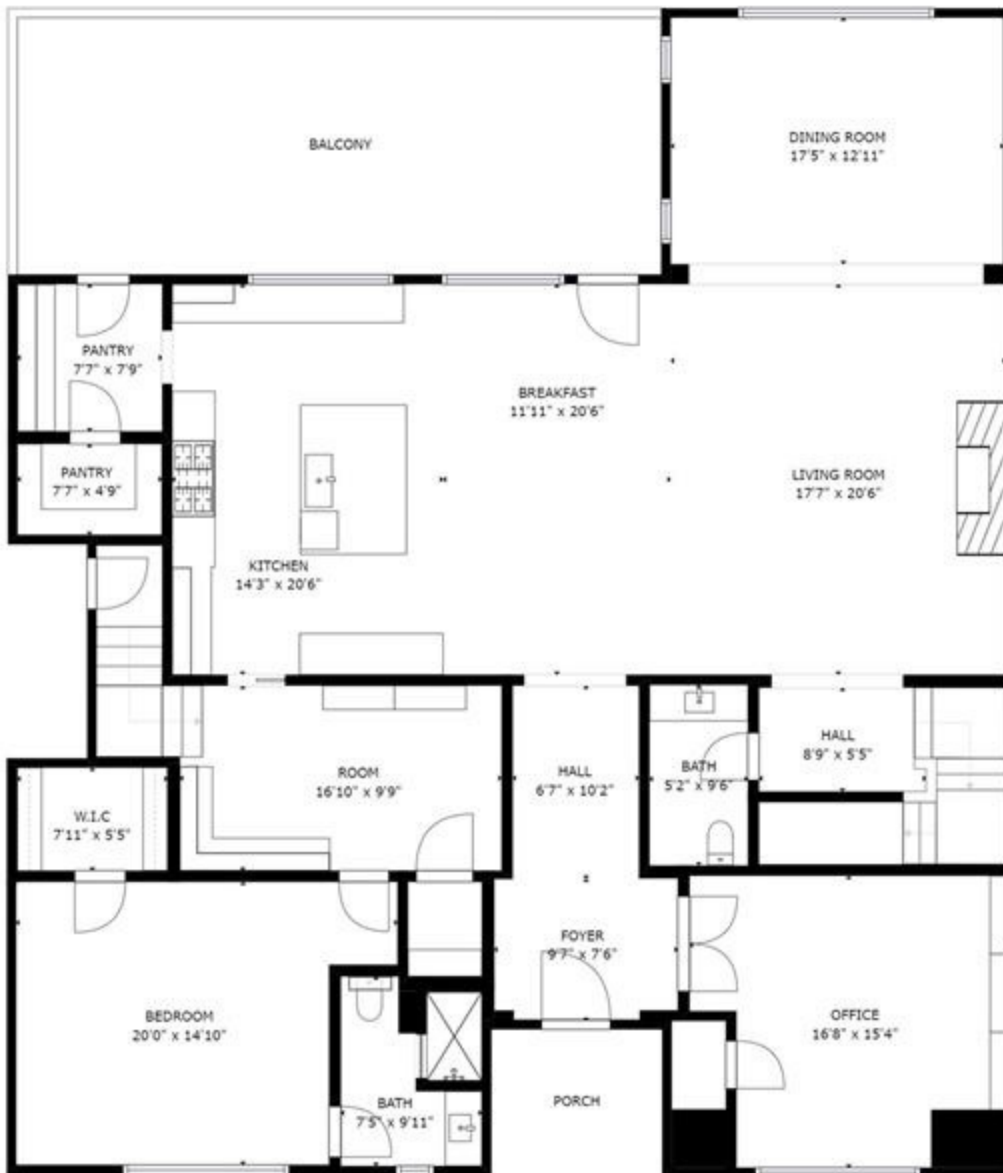 BALCONY
DINING ROOM
17'5" x 12'11"
PANTRY
7'7" x 7'9"
BREAKFAST
11'11" x 20'6"
PANTRY
7'7" x 4'9"
LIVING ROOM
17'7" x 20'6"
KITCHEN
14'3" x 20'6"
HALL
8'9" x 5'5"
ROOM
16'10" x 9'9"
HALL
6'7" x 10'2"
BATH
5'2" x 9'6"
W.I.C
7'11" x 5'5"
FOYER
9'7" x 7'6"
BEDROOM
20'0" x 14'10"
OFFICE
16'8" x 15'4"
BATH
7'5" x 9'11"
PORCH